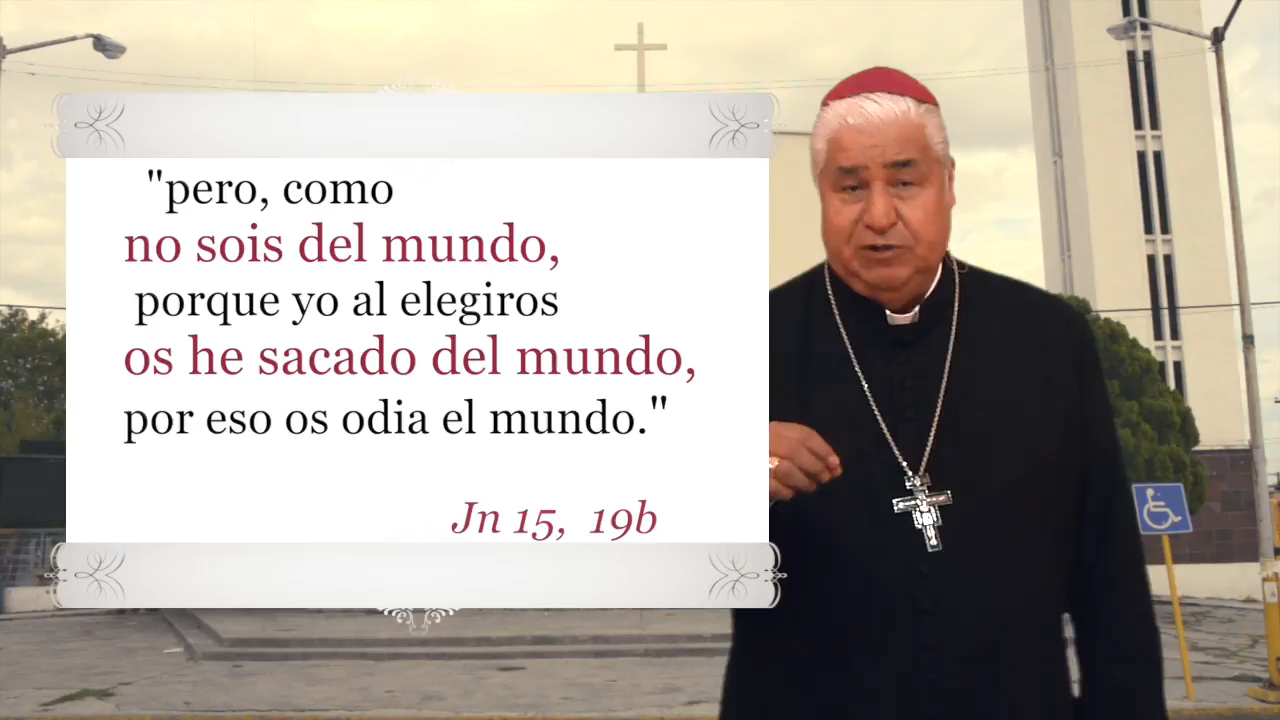 "pero, como
no sois del mundo,
porque yo al elegiros
os he sacado del mundo,
por eso os odia el mundo."
Jn 15, 19b